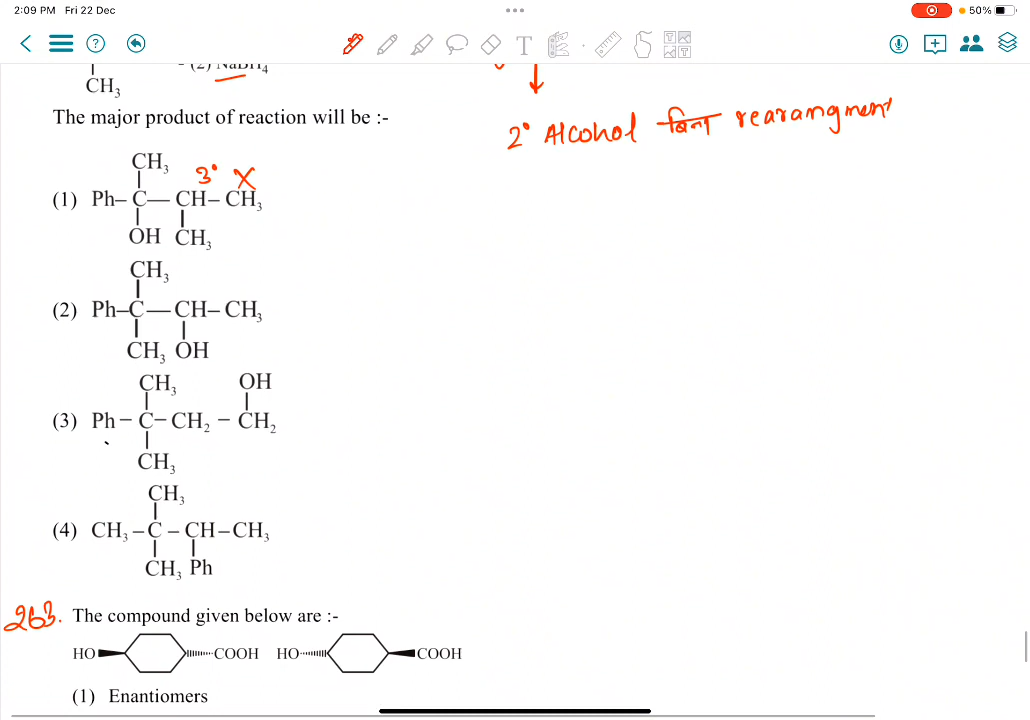 2:09 PM Fri 22 Dec
50%
CH₃
(2) NaBH₄
The major product of reaction will be :-
2° Alcohol बिना rearangment
CH₃
3° X
(1) Ph–C—CH–CH₃
OH CH₃
CH₃
(2) Ph–C—CH–CH₃
CH₃ OH
CH₃ OH
(3) Ph–C–CH₂–CH₂
CH₃
CH₃
(4) CH₃–C–CH–CH₃
CH₃ Ph
263. The compound given below are :-
HO COOH HO COOH
(1) Enantiomers